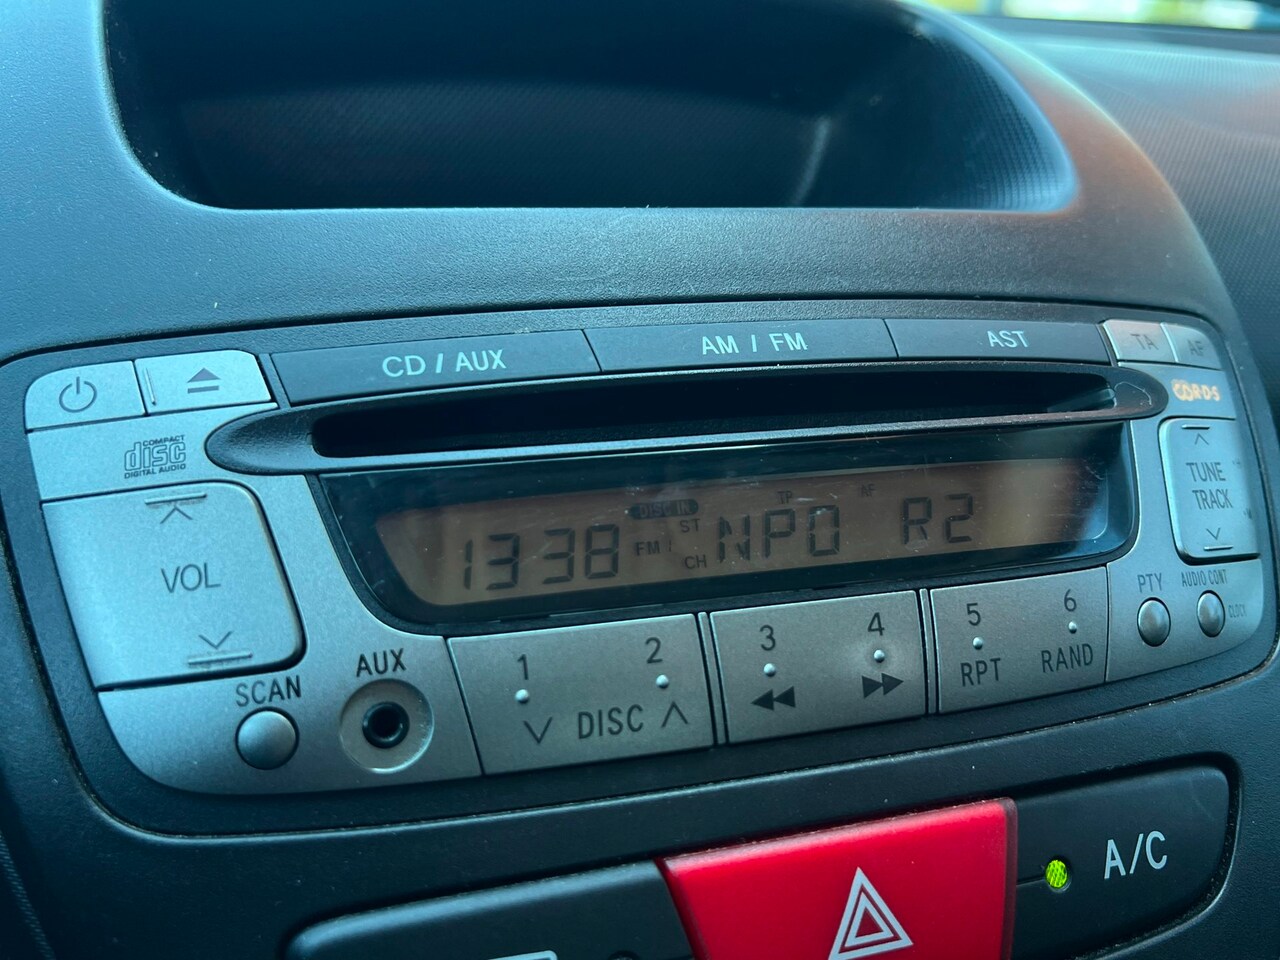 CD / AUX
AM / FM
AST
TA
AF
COMPACT
disc
DIGITAL AUDIO
R·D·S
VOL
DISC IN
TP
AF
1338
FM 1
ST
CH
NPO R2
TUNE
TRACK
SCAN
AUX
1
2
DISC
3
4
5
RPT
6
RAND
PTY
AUDIO CONT
CLOCK
A/C